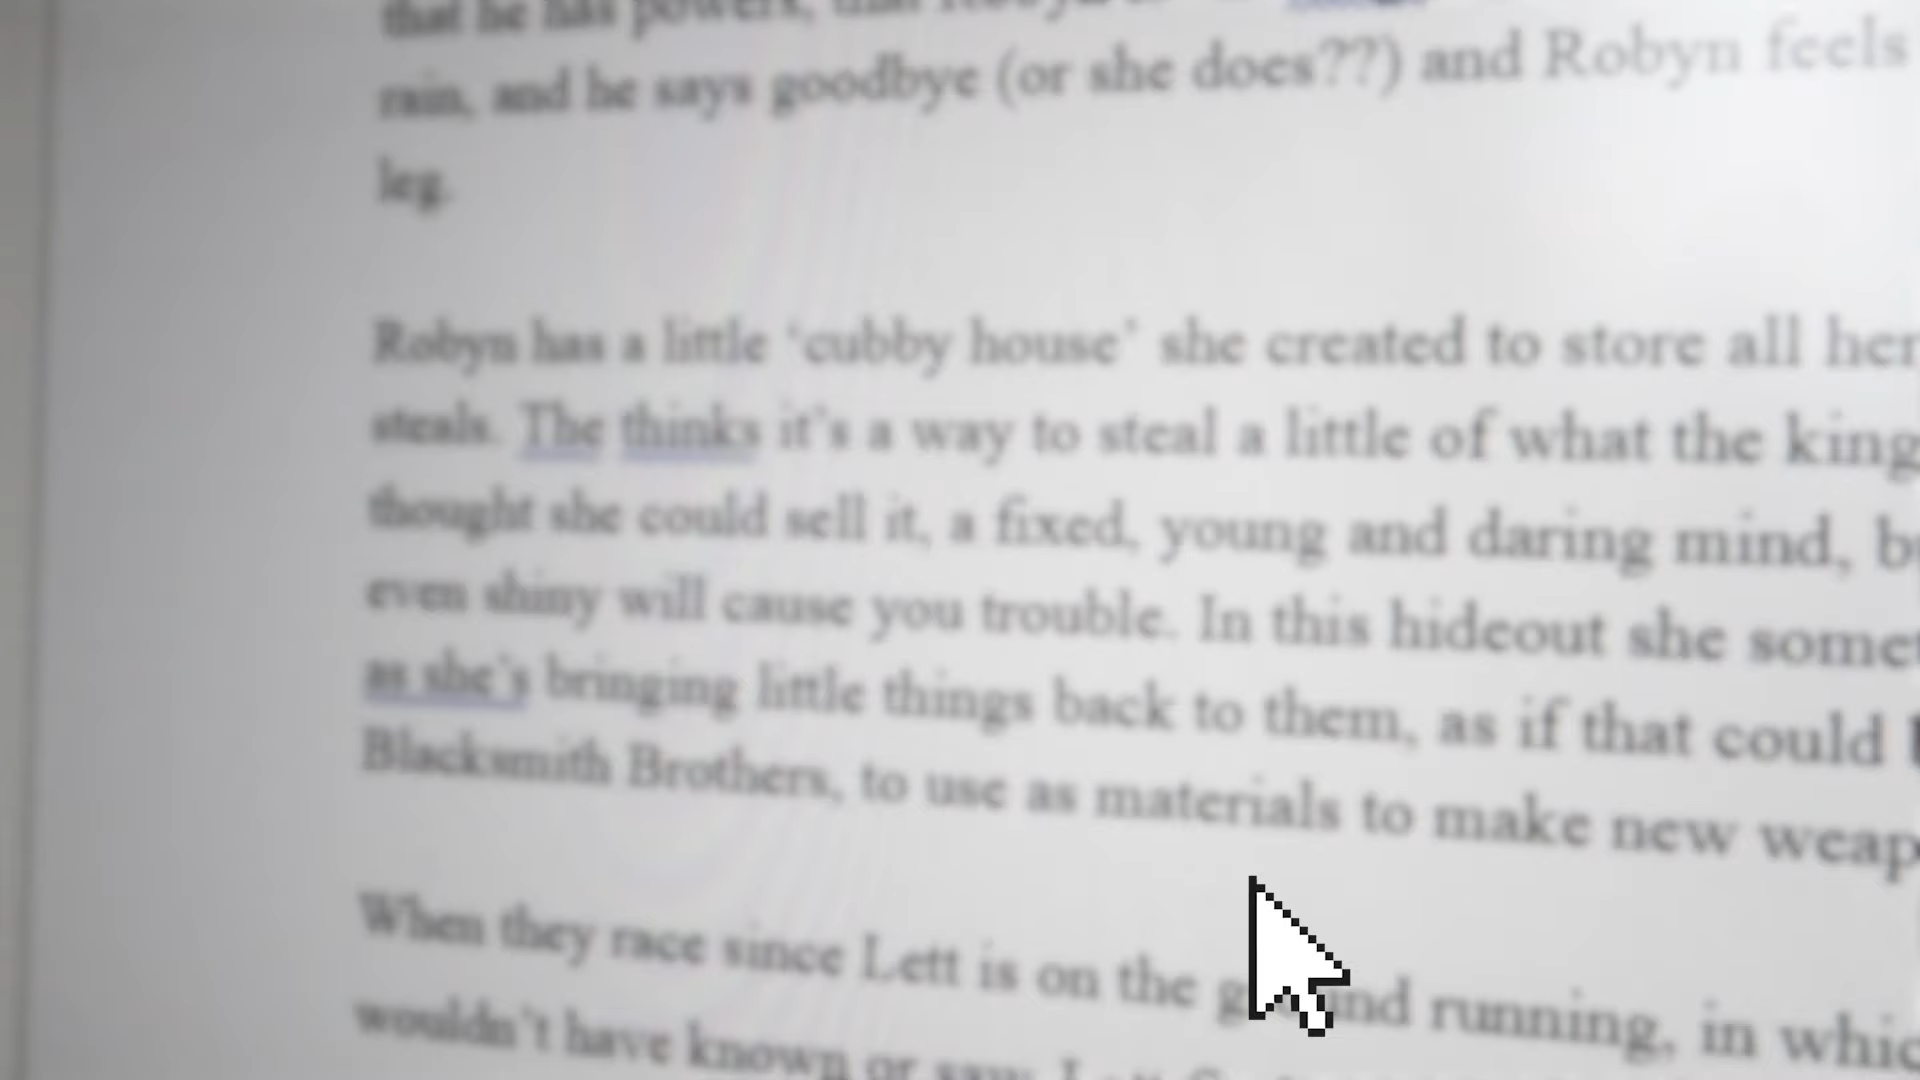 that he has powers, that
rain, and he says goodbye (or she does??) and Robyn feels
leg.
Robyn has a little ‘cubby house’ she created to store all her
steals. The thinks it’s a way to steal a little of what the king
thought she could sell it, a fixed, young and daring mind,
even shiny will cause you trouble. In this hideout she
as she’s bringing little things back to them, as if that could
Blacksmith Brothers, to use as materials to make new
When they race since Lett is on the ground running, in
wouldn’t have known or saw